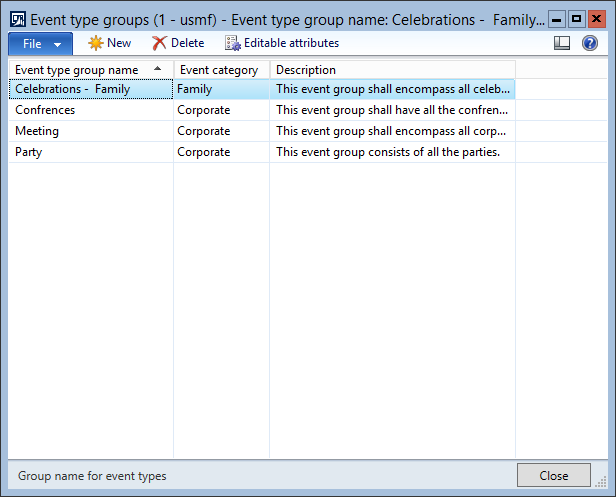 Event type groups (1 - usmf) - Event type group name: Celebrations -  Family...
File New Delete Editable attributes
Event type group name Event category Description
Celebrations -  Family Family This event group shall encompass all celeb...
Confrences Corporate This event group shall have all the confren...
Meeting Corporate This event group shall encompass all corp...
Party Corporate This event group consists of all the parties.
Group name for event types Close